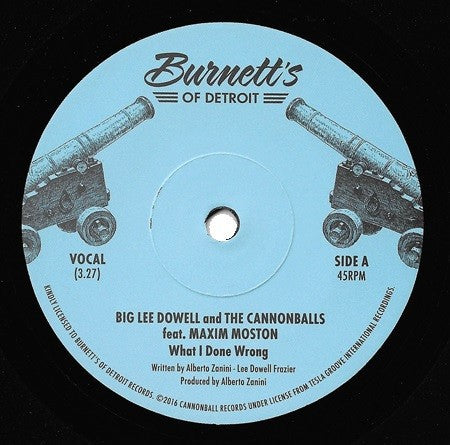 Burnett's
OF DETROIT
VOCAL
(3.27)
SIDE A
45RPM
BIG LEE DOWELL and THE CANNONBALLS
feat. MAXIM MOSTON
What I Done Wrong
Written by Alberto Zanini - Lee Dowell Frazier
Produced by Alberto Zanini
KINDLY LICENSED TO BURNETT'S OF DETROIT RECORDS. ©2016 CANNONBALL RECORDS UNDER LICENSE FROM TESLA GROOVE INTERNATIONAL RECORDINGS.